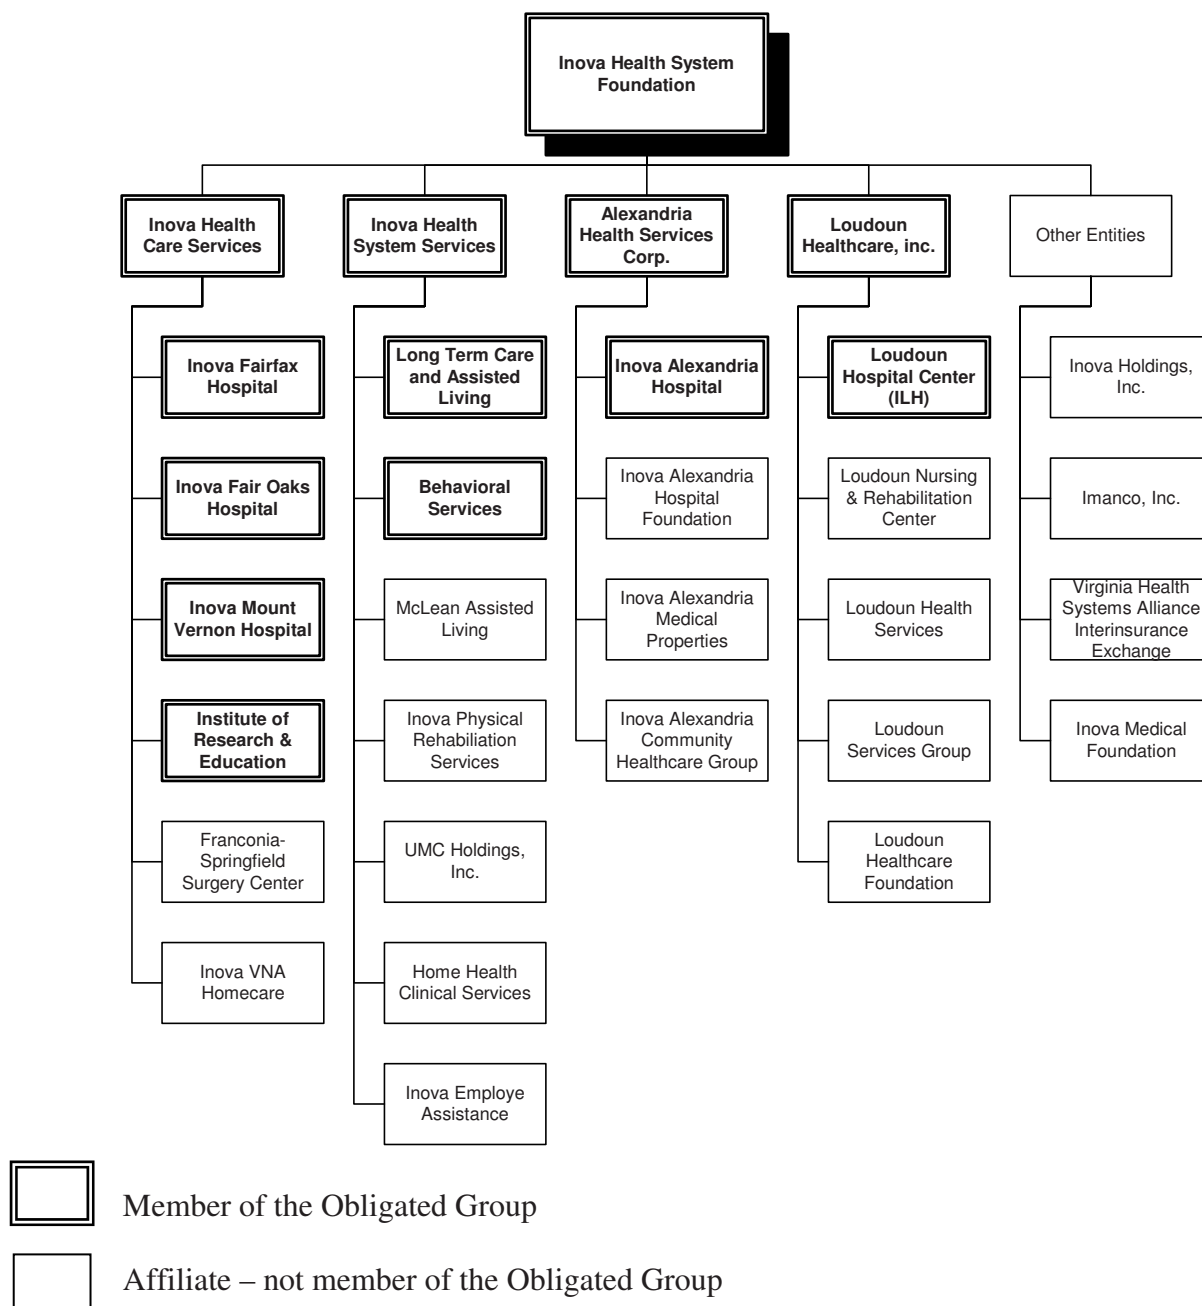 Inova Health System
Foundation
Inova Health
Care Services
Inova Health
System Services
Alexandria
Health Services
Corp.
Loudoun
Healthcare, inc.
Other Entities
Inova Fairfax
Hospital
Long Term Care
and Assisted
Living
Inova Alexandria
Hospital
Loudoun
Hospital Center
(ILH)
Inova Holdings,
Inc.
Inova Fair Oaks
Hospital
Behavioral
Services
Inova Alexandria
Hospital
Foundation
Loudoun Nursing
& Rehabilitation
Center
Imanco, Inc.
Inova Mount
Vernon Hospital
McLean Assisted
Living
Inova Alexandria
Medical
Properties
Loudoun Health
Services
Virginia Health
Systems Alliance
Interinsurance
Exchange
Institute of
Research &
Education
Inova Physical
Rehabiliation
Services
Inova Alexandria
Community
Healthcare Group
Loudoun
Services Group
Inova Medical
Foundation
Franconia-
Springfield
Surgery Center
UMC Holdings,
Inc.
Loudoun
Healthcare
Foundation
Inova VNA
Homecare
Home Health
Clinical Services
Inova Employe
Assistance
Member of the Obligated Group
Affiliate – not member of the Obligated Group